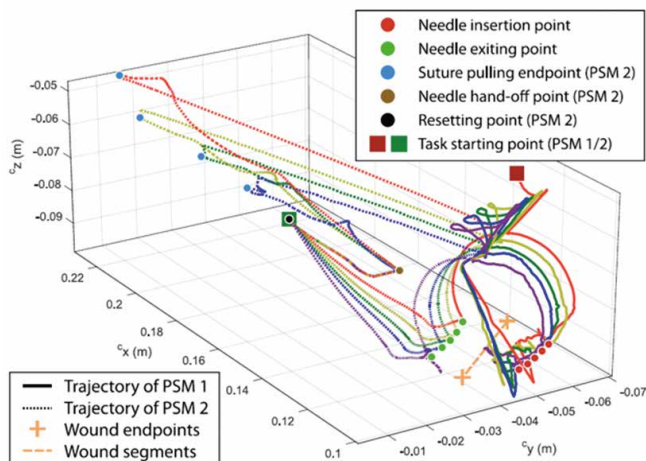 Needle insertion point
Needle exiting point
Suture pulling endpoint (PSM 2)
Needle hand-off point (PSM 2)
Resetting point (PSM 2)
Task starting point (PSM 1/2)
-0.05
-0.06
-0.07
-0.08
-0.09
ᶜz (m)
0.22
0.2
0.18
0.16
0.14
0.12
0.1
ᶜx (m)
-0.01
-0.02
-0.03
-0.04
-0.05
-0.06
-0.07
ᶜy (m)
Trajectory of PSM 1
Trajectory of PSM 2
Wound endpoints
Wound segments